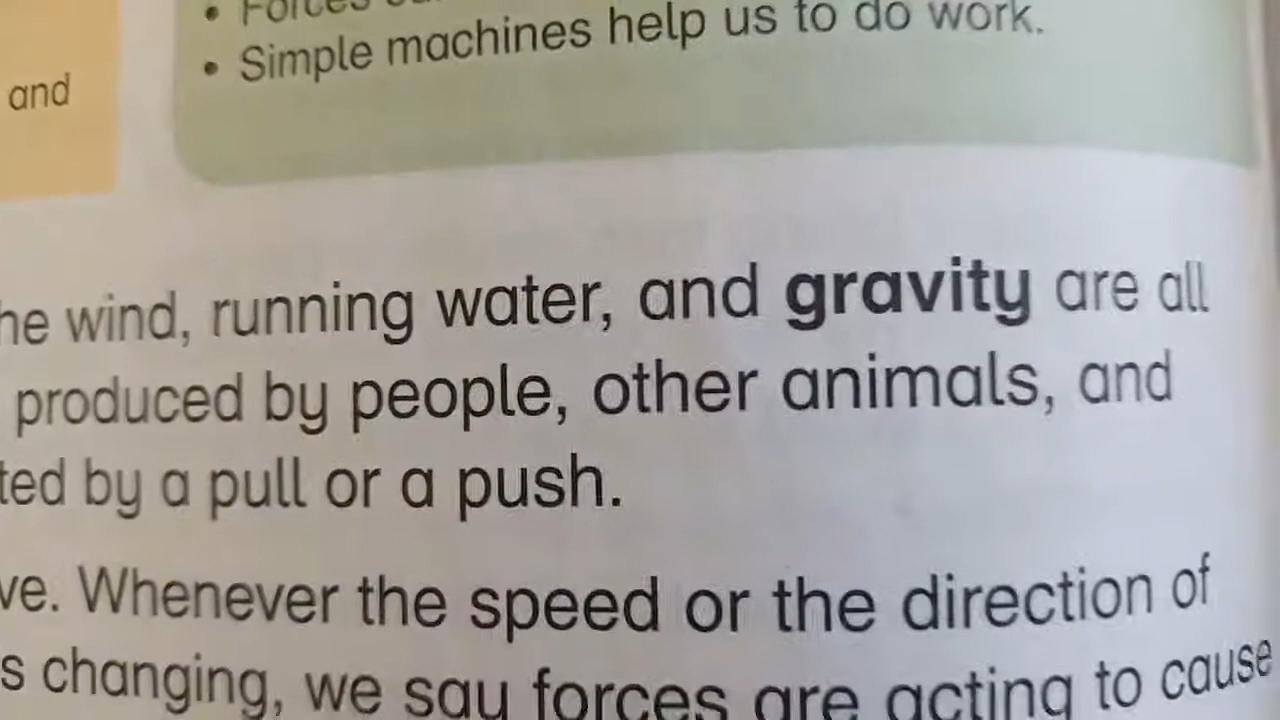 and
• Forces
• Simple machines help us to do work.
he wind, running water, and gravity are all
produced by people, other animals, and
ted by a pull or a push.
ve. Whenever the speed or the direction of
s changing, we say forces are acting to cause